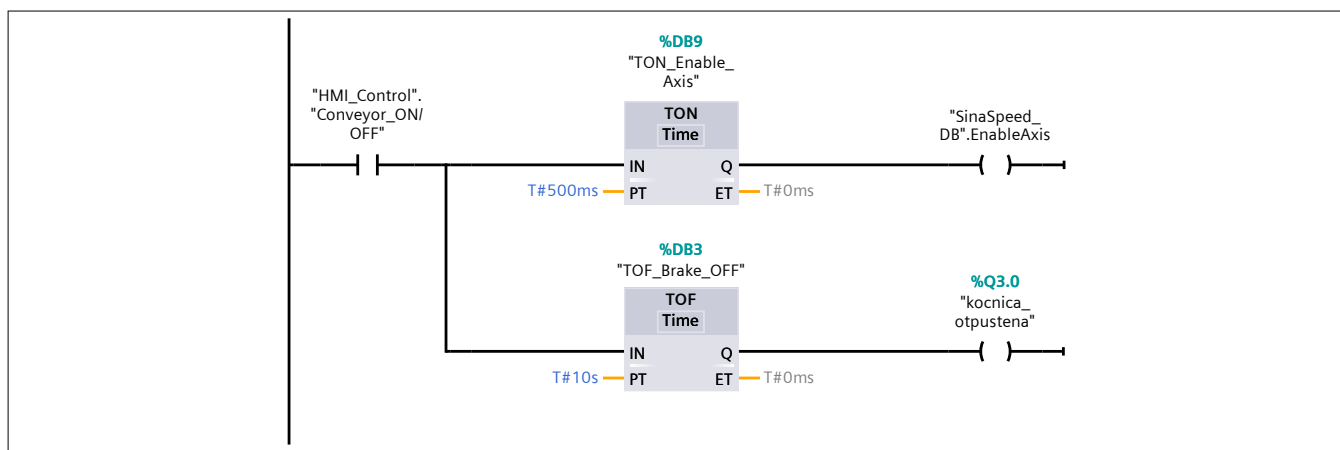 %DB9
"TON_Enable_
Axis"
"HMI_Control".
"Conveyor_ON/
OFF"
TON
Time
"SinaSpeed_
DB".EnableAxis
IN
Q
T#500ms
PT
ET
T#0ms
%DB3
"TOF_Brake_OFF"
TOF
Time
%Q3.0
"kocnica_
otpustena"
IN
Q
T#10s
PT
ET
T#0ms